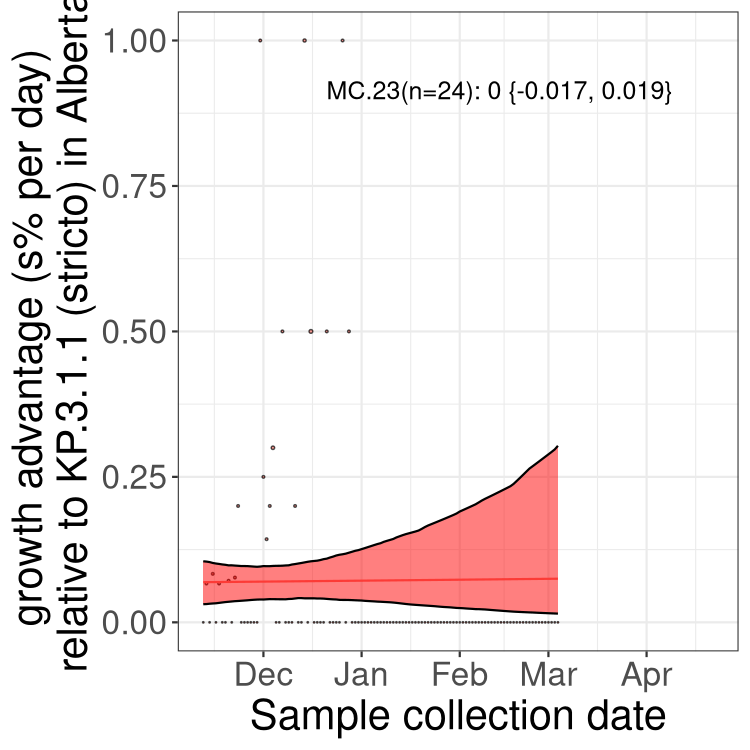 growth advantage (s% per day)
relative to KP.3.1.1 (stricto) in Alberta
1.00
0.75
0.50
0.25
0.00
MC.23(n=24): 0 {-0.017, 0.019}
Dec Jan Feb Mar Apr
Sample collection date